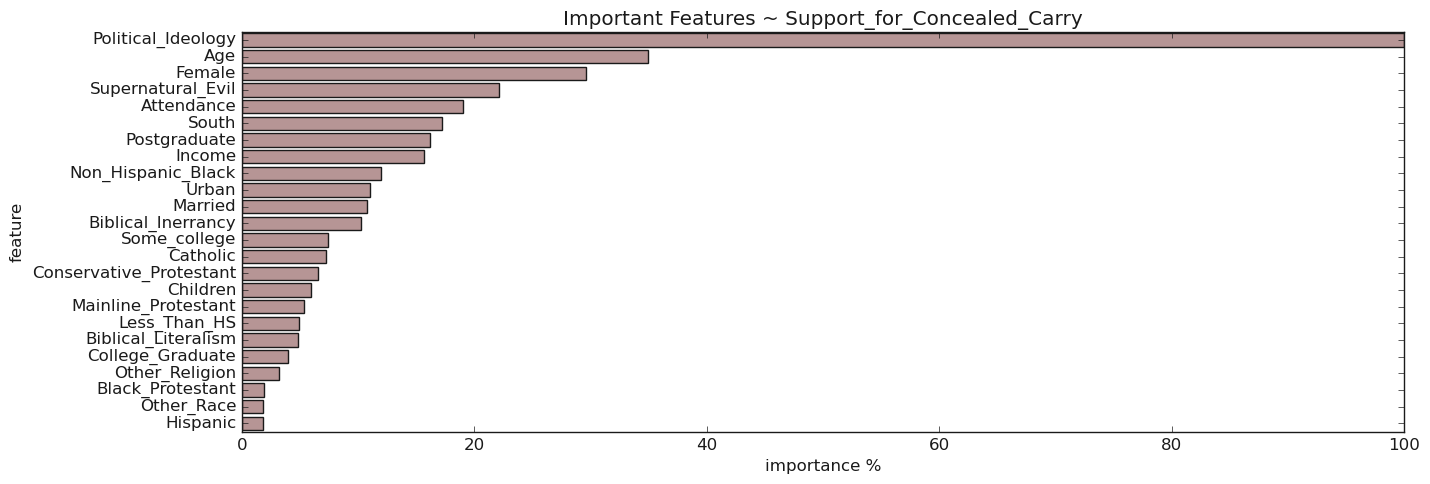 Important Features ~ Support_for_Concealed_Carry
feature
Political_Ideology
Age
Female
Supernatural_Evil
Attendance
South
Postgraduate
Income
Non_Hispanic_Black
Urban
Married
Biblical_Inerrancy
Some_college
Catholic
Conservative_Protestant
Children
Mainline_Protestant
Less_Than_HS
Biblical_Literalism
College_Graduate
Other_Religion
Black_Protestant
Other_Race
Hispanic
0 20 40 60 80 100
importance %